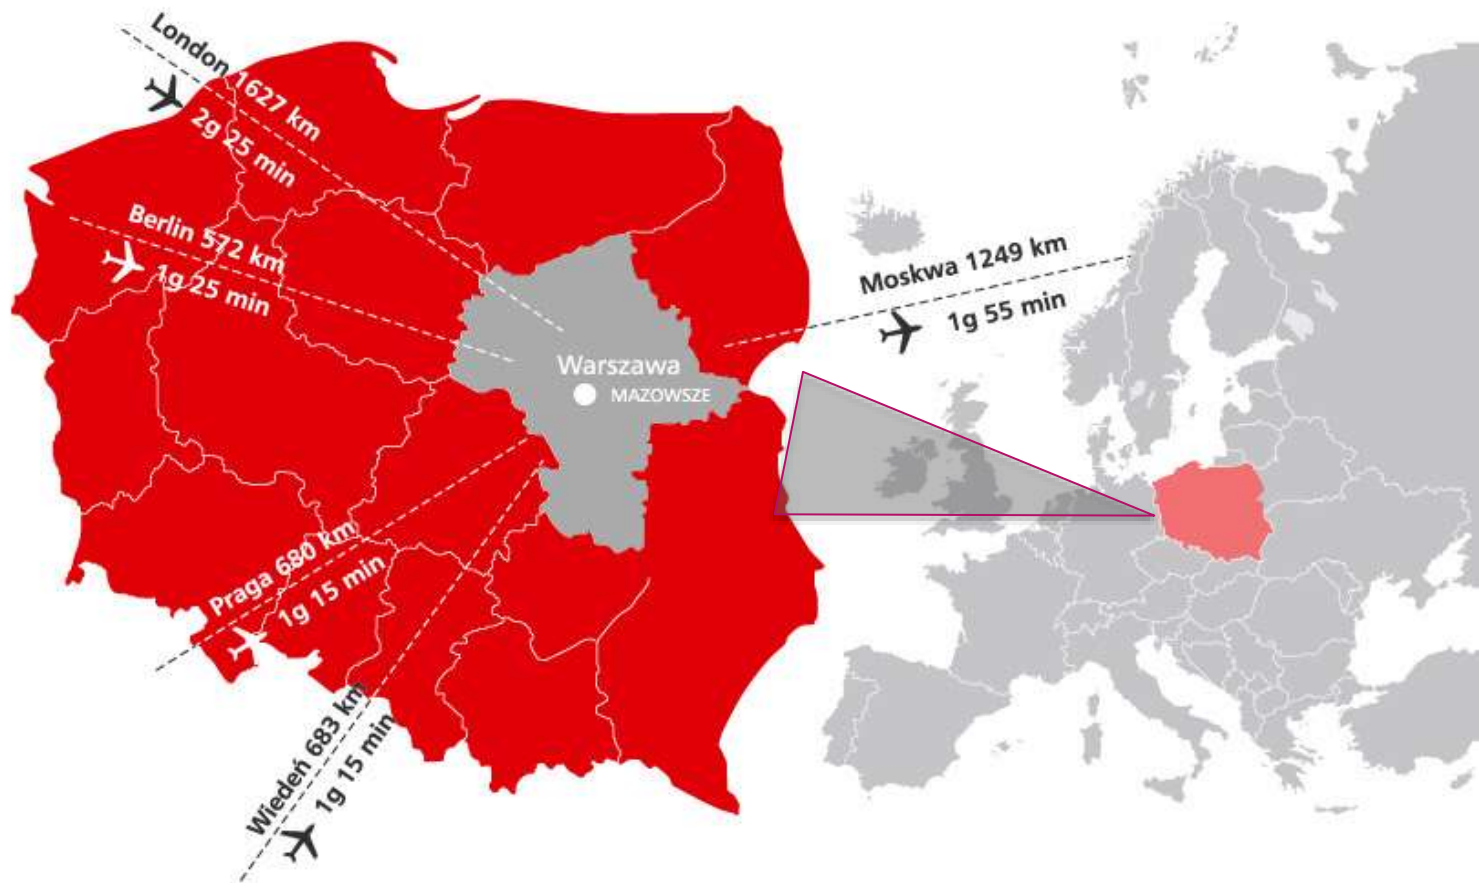 London 1627 km
2g 25 min
Berlin 572 km
1g 25 min
Moskwa 1249 km
1g 55 min
Warszawa
MAZOWSZE
Praga 680 km
1g 15 min
Wiedeń 683 km
1g 15 min